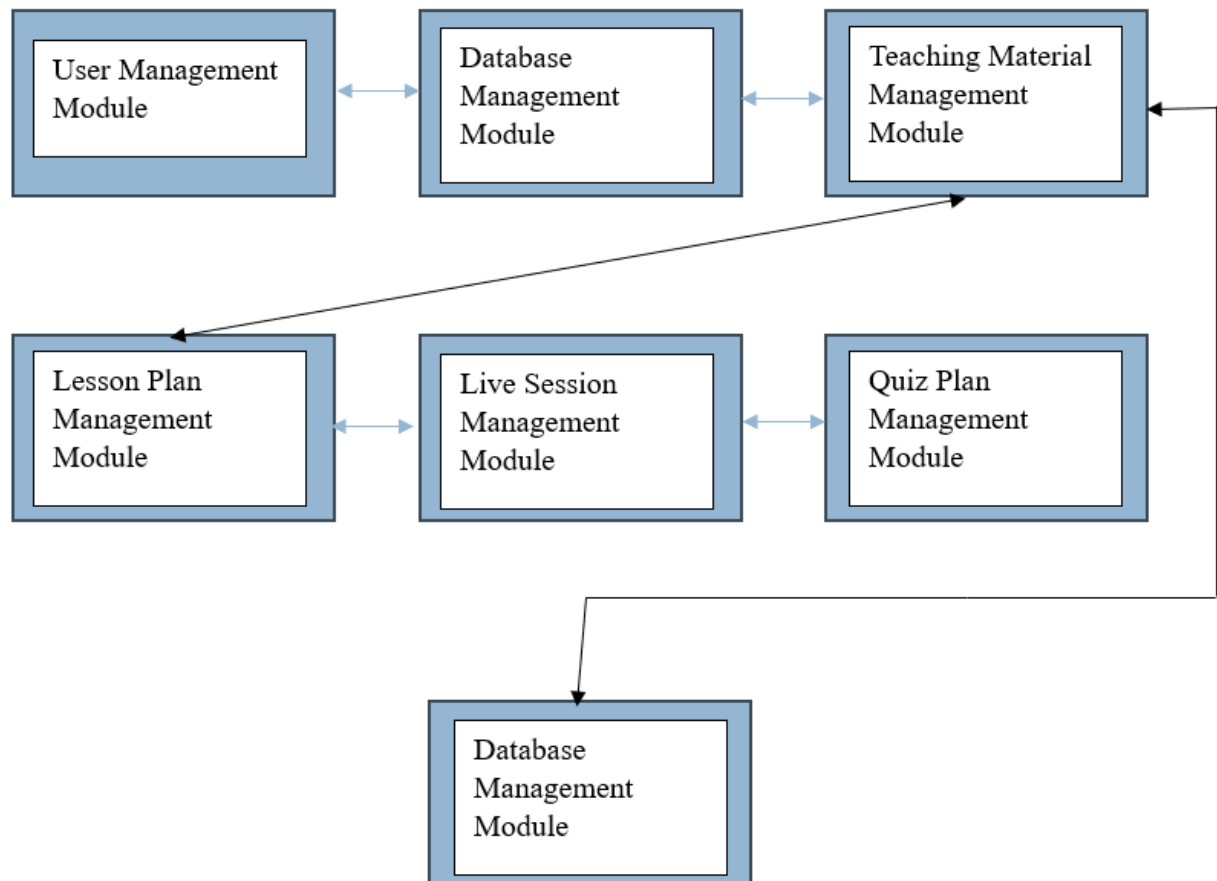 User Management
Module
Database
Management
Module
Teaching Material
Management
Module
Lesson Plan
Management
Module
Live Session
Management
Module
Quiz Plan
Management
Module
Database
Management
Module